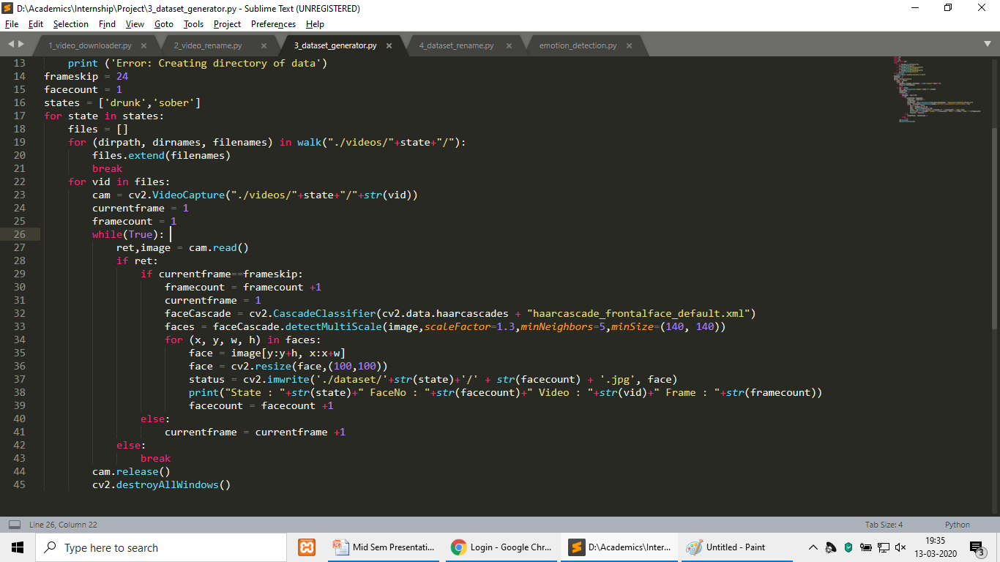 D:\Academics\Internship\Project\3_dataset_generator.py - Sublime Text (UNREGISTERED)
File Edit Selection Find View Goto Tools Project Preferences Help
1_video_downloader.py 2_video_rename.py 3_dataset_generator.py 4_dataset_rename.py emotion_detection.py
13 print ('Error: Creating directory of data')
14 frameskip = 24
15 facecount = 1
16 states = ['drunk','sober']
17 for state in states:
18 files = []
19 for (dirpath, dirnames, filenames) in walk("./videos/"+state+"/"):
20 files.extend(filenames)
21 break
22 for vid in files:
23 cam = cv2.VideoCapture("./videos/"+state+"/"+str(vid))
24 currentframe = 1
25 framecount = 1
26 while(True):
27 ret,image = cam.read()
28 if ret:
29 if currentframe==frameskip:
30 framecount = framecount +1
31 currentframe = 1
32 faceCascade = cv2.CascadeClassifier(cv2.data.haarcascades + "haarcascade_frontalface_default.xml")
33 faces = faceCascade.detectMultiScale(image,scaleFactor=1.3,minNeighbors=5,minSize=(140, 140))
34 for (x, y, w, h) in faces:
35 face = image[y:y+h, x:x+w]
36 face = cv2.resize(face,(100,100))
37 status = cv2.imwrite('./dataset/'+str(state)+'/' + str(facecount) + '.jpg', face)
38 print("State : "+str(state)+" FaceNo : "+str(facecount)+" Video : "+str(vid)+" Frame : "+str(framecount))
39 facecount = facecount +1
40 else:
41 currentframe = currentframe +1
42 else:
43 break
44 cam.release()
45 cv2.destroyAllWindows()
Line 26, Column 22 Tab Size: 4 Python
Type here to search Mid Sem Presentati... Login - Google Chr... D:\Academics\Inter... Untitled - Paint 19:35
13-03-2020 3